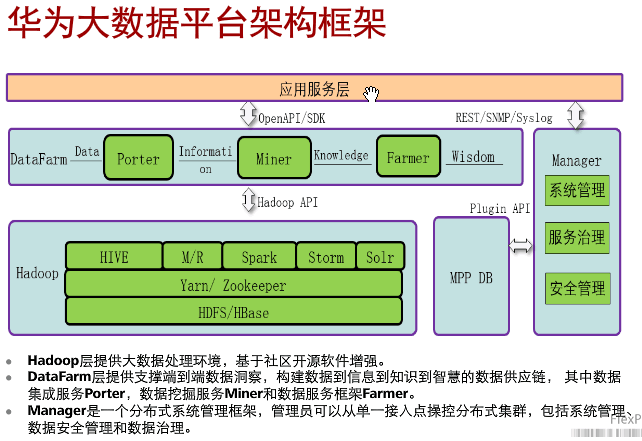 华为大数据平台架构框架
应用服务层
OpenAPI/SDK
REST/SNMP/Syslog
DataFarm
Data
Porter
Informati
on
Miner
Knowledge
Farmer
Wisdom
Manager
系统管理
服务治理
安全管理
Hadoop API
Plugin API
Hadoop
HIVE
M/R
Spark
Storm
Solr
Yarn/ Zookeeper
HDFS/HBase
MPP DB
Hadoop层提供大数据处理环境，基于社区开源软件增强。
DataFarm层提供支撑端到端数据洞察，构建数据到信息到知识到智慧的数据供应链， 其中数据
集成服务Porter，数据挖掘服务Miner和数据服务框架Farmer。
Manager是一个分布式系统管理框架，管理员可以从单一接入点操控分布式集群，包括系统管理、
数据安全管理和数据治理。
FlexP